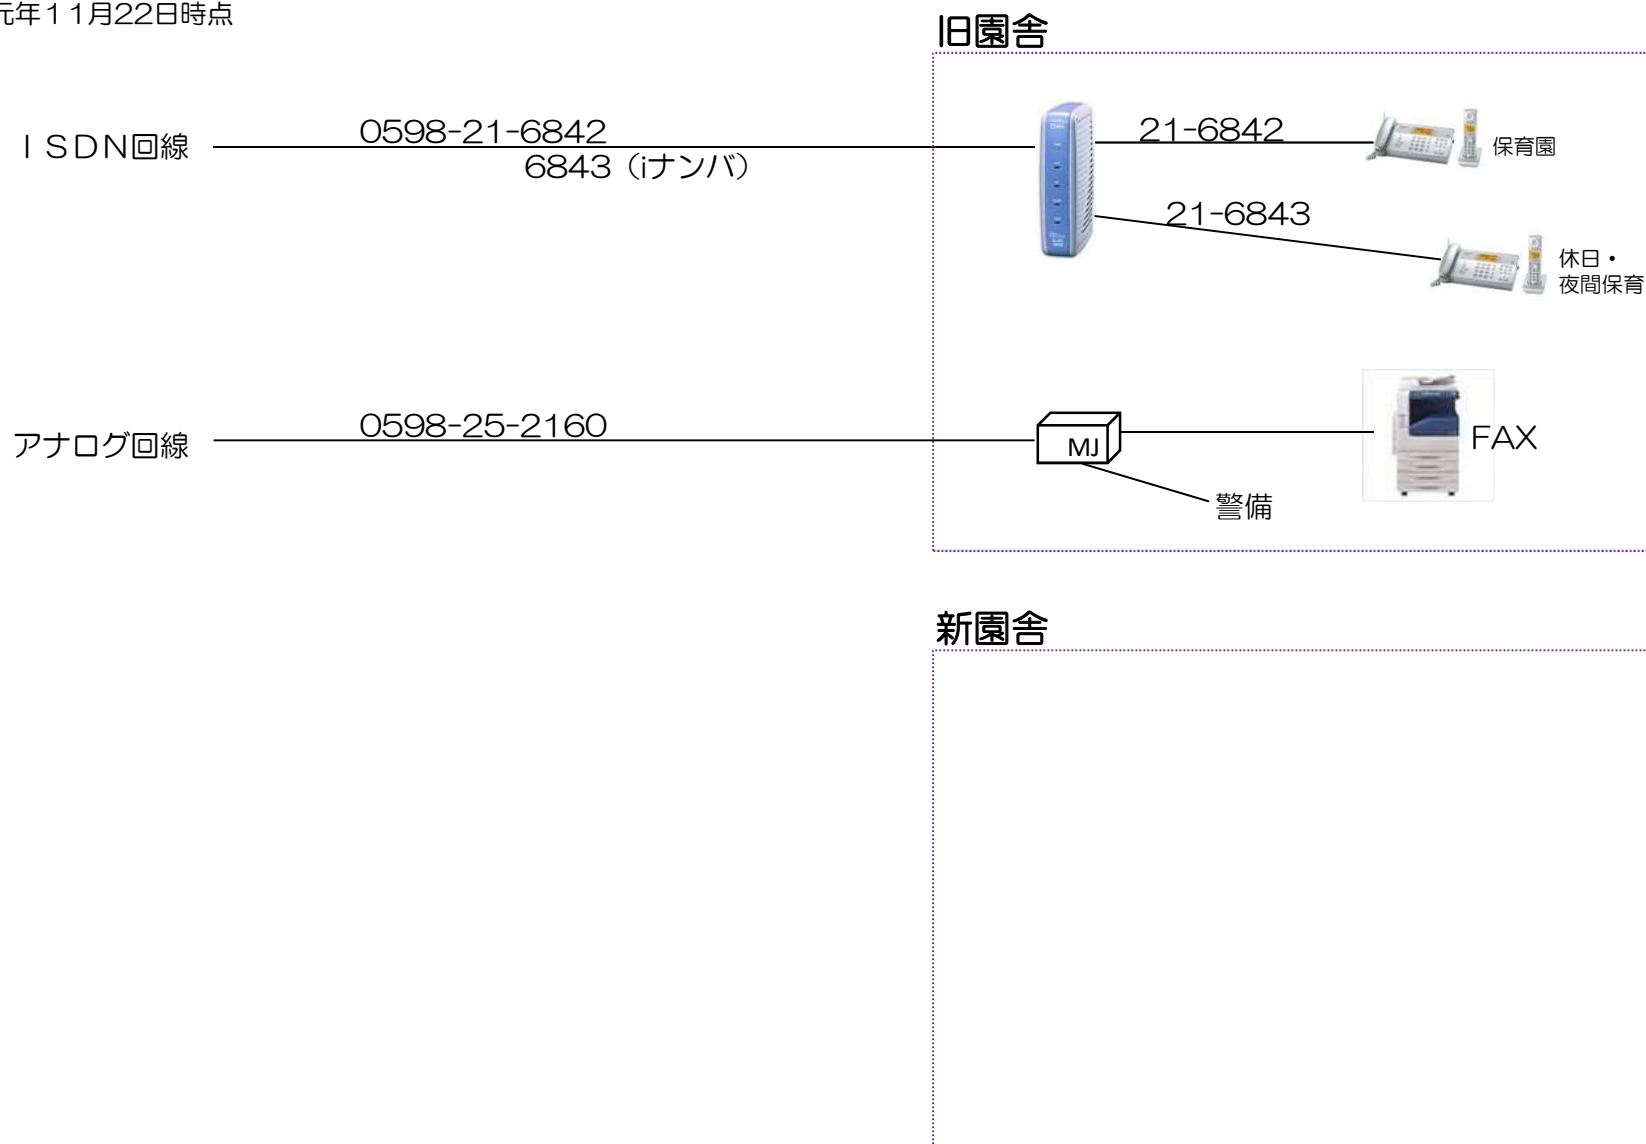 元年１１月22日時点
旧園舎
ＩＳＤＮ回線
0598-21-6842
6843（iナンバ）
21-6842
保育園
21-6843
休日・
夜間保育
アナログ回線
0598-25-2160
MJ
FAX
警備
新園舎